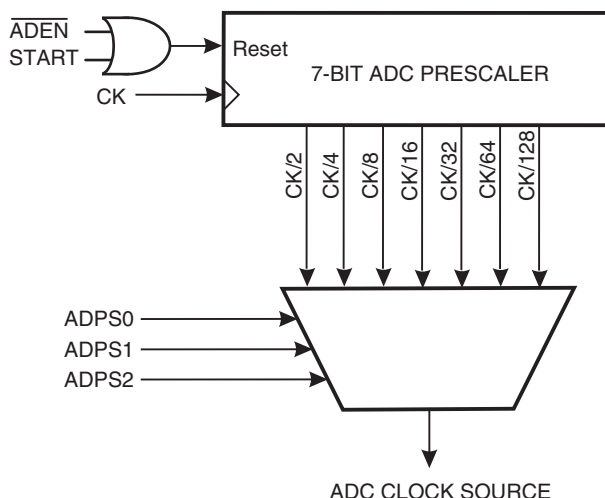 ADEN
START
Reset
7-BIT ADC PRESCALER
CK
CK/2
CK/4
CK/8
CK/16
CK/32
CK/64
CK/128
ADPS0
ADPS1
ADPS2
ADC CLOCK SOURCE